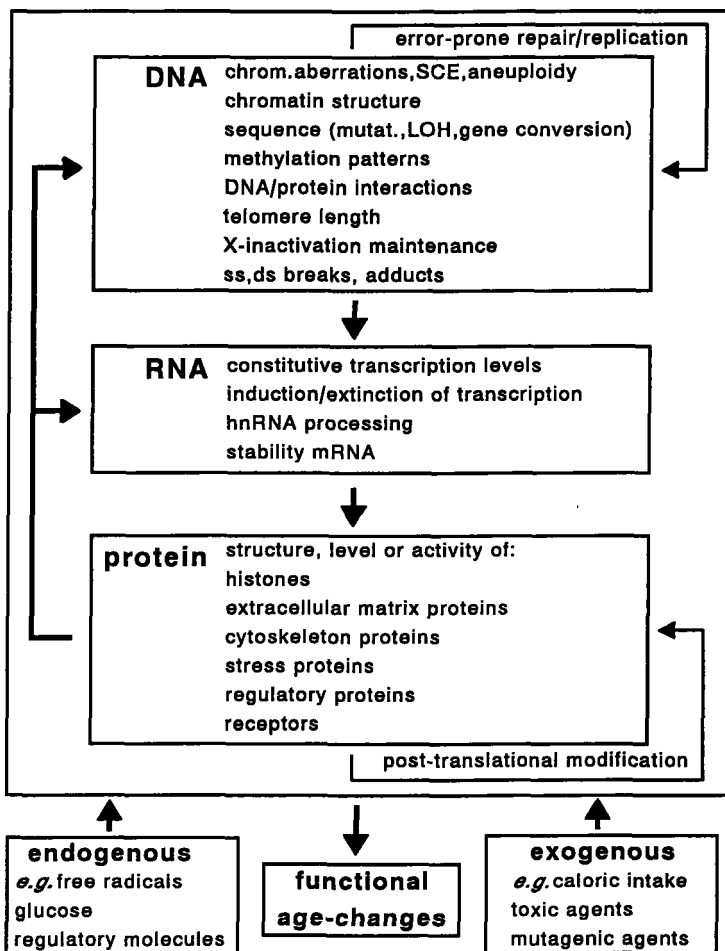 error-prone repair/replication
DNA chrom.aberrations,SCE,aneuploidy
chromatin structure
sequence (mutat.,LOH,gene conversion)
methylation patterns
DNA/protein interactions
telomere length
X-inactivation maintenance
ss,ds breaks, adducts
RNA constitutive transcription levels
induction/extinction of transcription
hnRNA processing
stability mRNA
protein structure, level or activity of:
histones
extracellular matrix proteins
cytoskeleton proteins
stress proteins
regulatory proteins
receptors
post-translational modification
endogenous
e.g. free radicals
glucose
regulatory molecules
functional
age-changes
exogenous
e.g. caloric intake
toxic agents
mutagenic agents